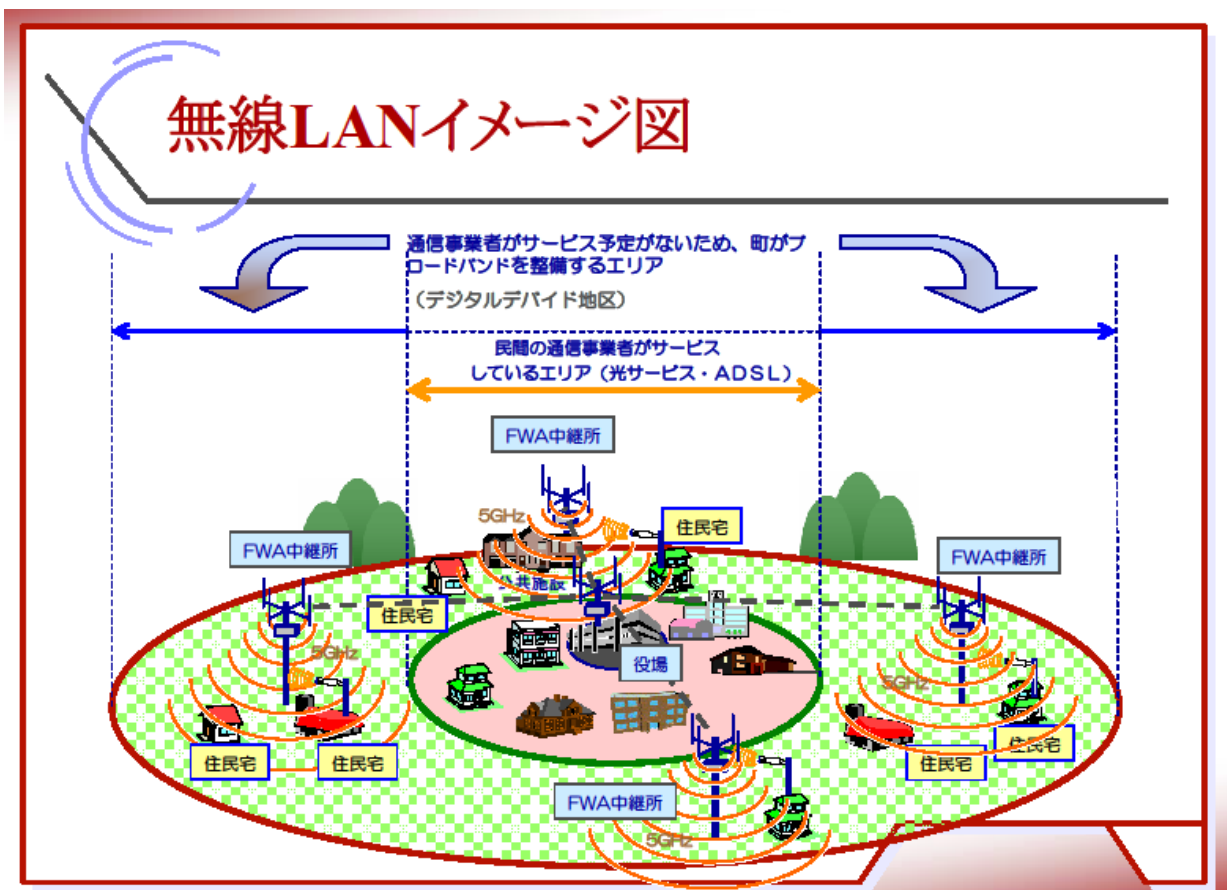 無線LANイメージ図
通信事業者がサービス予定がないため、町がブ
ロードバンドを整備するエリア
（デジタルデバイド地区）
民間の通信事業者がサービス
しているエリア（光サービス・ADSL）
FWA中継所
5GHz
住民宅
FWA中継所
FWA中継所
公共施設
住民宅
5GHz
役場
5GHz
住民宅
住民宅
住民宅
住民宅
FWA中継所
5GHz